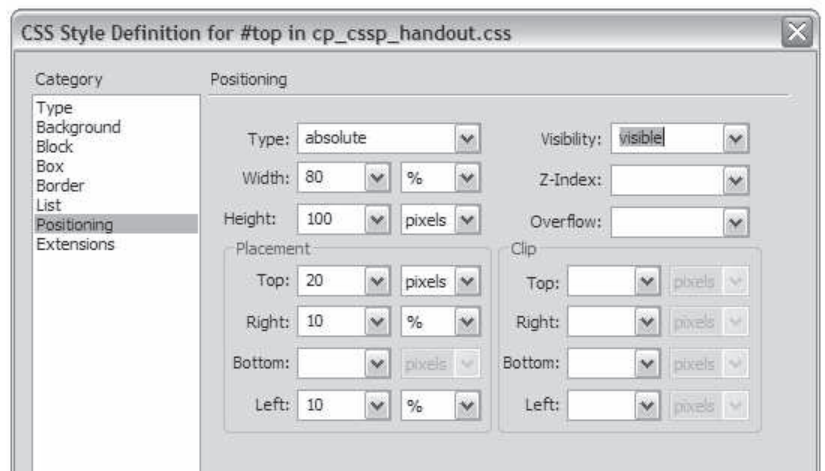 CSS Style Definition for #top in cp_cssp_handout.css
Category
Type
Background
Block
Box
Border
List
Positioning
Extensions
Positioning
Type: absolute
Width: 80 %
Height: 100 pixels
Visibility: visible
Z-Index:
Overflow:
Placement
Top: 20 pixels
Right: 10 %
Bottom: pixels
Left: 10 %
Clip
Top: pixels
Right: pixels
Bottom: pixels
Left: pixels